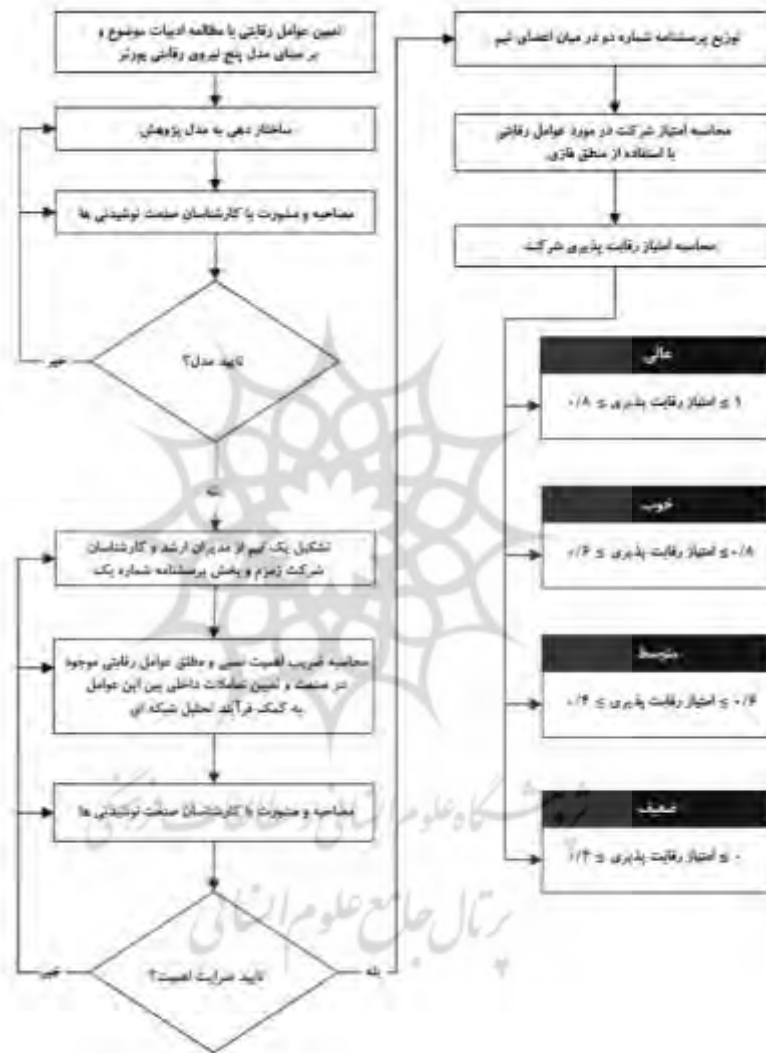 تعیین عوامل رقابتی با مطالعه ادبیات موضوع و
بر مبنای مدل پنج نیروی رقابتی پورتر
ساختار دهی به مدل پژوهش
مصاحبه و مشورت با کارشناسان صنعت نوشیدنی ها
تایید مدل؟
خیر
بله
تشکیل یک تیم از مدیران ارشد و کارشناسان
شرکت زمزم و پخش پرسشنامه شماره یک
محاسبه ضریب اهمیت نسبی و مطلق عوامل رقابتی موجود
در صنعت و تعیین تعاملات داخلی بین این عوامل
به کمک فرآیند تحلیل شبکه ای
مصاحبه و مشورت با کارشناسان صنعت نوشیدنی ها
تایید ضرایب اهمیت؟
خیر
بله
توزیع پرسشنامه شماره دو در میان اعضای تیم
محاسبه امتیاز شرکت در مورد عوامل رقابتی
با استفاده از منطق فازی
محاسبه امتیاز رقابت پذیری شرکت
عالی
۱ ≥ امتیاز رقابت پذیری ≥ ۰/۸
خوب
۰/۸ ≥ امتیاز رقابت پذیری ≥ ۰/۶
متوسط
۰/۶ ≥ امتیاز رقابت پذیری ≥ ۰/۴
ضعیف
۰ ≤ امتیاز رقابت پذیری ≥ ۰/۴
پژوهشگاه علوم انسانی و مطالعات فرهنگی
پرتال جامع علوم انسانی